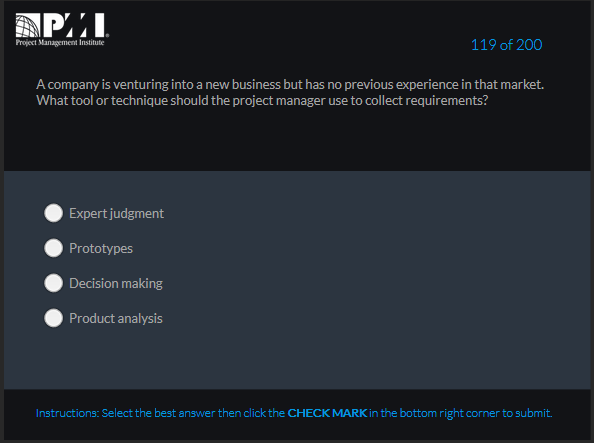 PMI
Project Management Institute
119 of 200
A company is venturing into a new business but has no previous experience in that market.
What tool or technique should the project manager use to collect requirements?
Expert judgment
Prototypes
Decision making
Product analysis
Instructions: Select the best answer then click the CHECK MARK in the bottom right corner to submit.